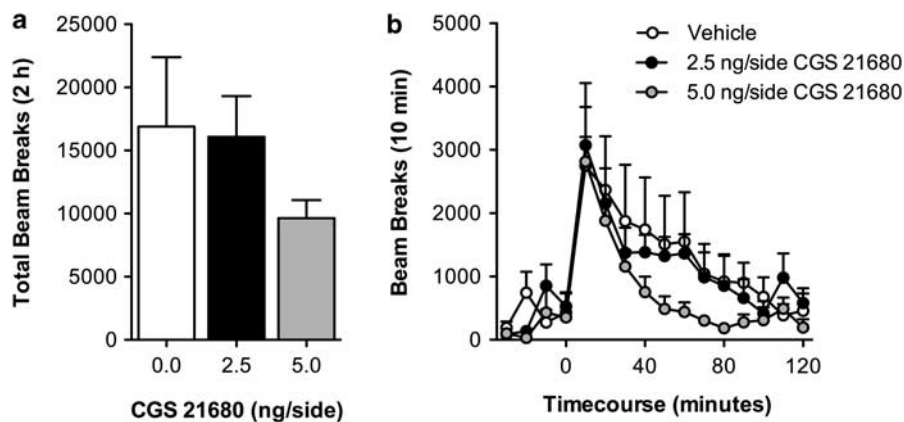 a
Total Beam Breaks (2 h)
25000
20000
15000
10000
5000
0
0.0 2.5 5.0
CGS 21680 (ng/side)
b
Beam Breaks (10 min)
5000
4000
3000
2000
1000
0
Vehicle
2.5 ng/side CGS 21680
5.0 ng/side CGS 21680
0 40 80 120
Timecourse (minutes)